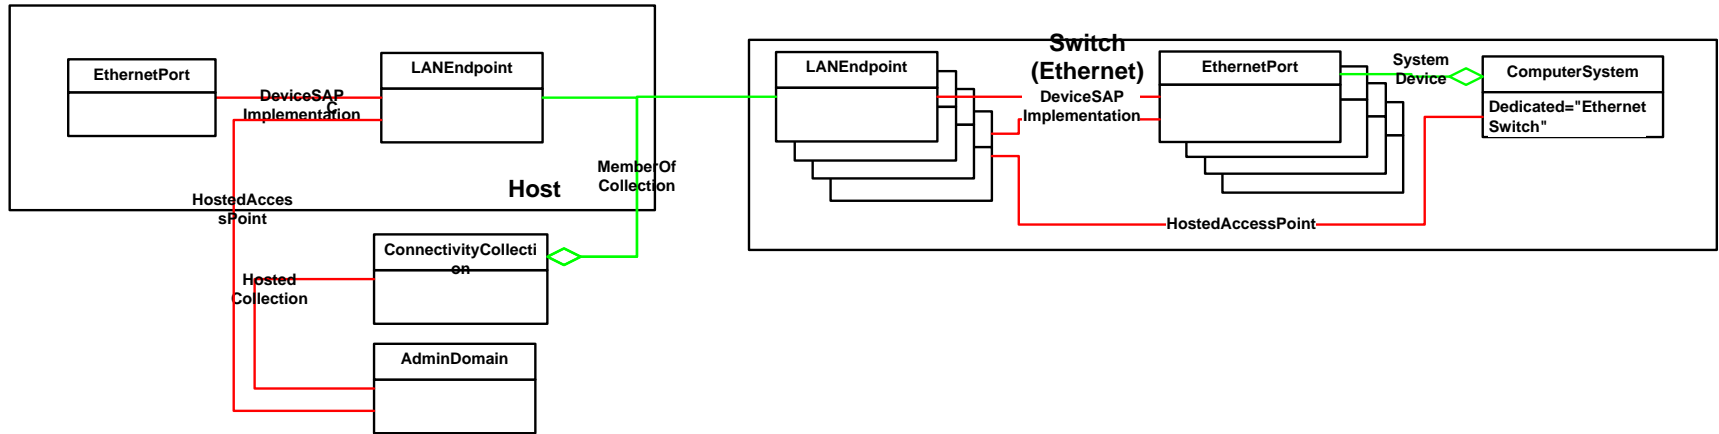 EthernetPort
DeviceSAP
Implementation
C
LANEndpoint
Host
HostedAcces
sPoint
MemberOf
Collection
ConnectivityCollecti
on
Hosted
Collection
AdminDomain
Switch
(Ethernet)
LANEndpoint
DeviceSAP
Implementation
EthernetPort
System
Device
ComputerSystem
Dedicated="Ethernet
Switch"
HostedAccessPoint